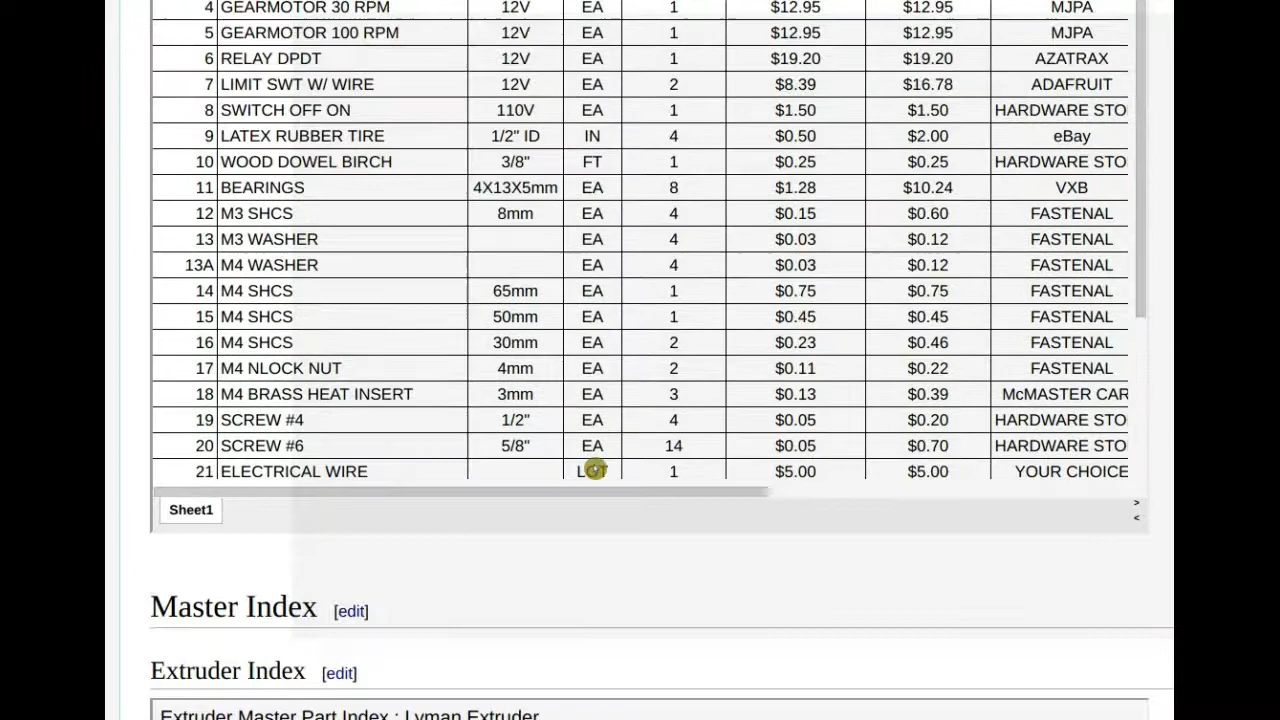 4 GEARMOTOR 30 RPM 12V EA 1 $12.95 $12.95 MJPA
5 GEARMOTOR 100 RPM 12V EA 1 $12.95 $12.95 MJPA
6 RELAY DPDT 12V EA 1 $19.20 $19.20 AZATRAX
7 LIMIT SWT W/ WIRE 12V EA 2 $8.39 $16.78 ADAFRUIT
8 SWITCH OFF ON 110V EA 1 $1.50 $1.50 HARDWARE STO
9 LATEX RUBBER TIRE 1/2" ID IN 4 $0.50 $2.00 eBay
10 WOOD DOWEL BIRCH 3/8" FT 1 $0.25 $0.25 HARDWARE STO
11 BEARINGS 4X13X5mm EA 8 $1.28 $10.24 VXB
12 M3 SHCS 8mm EA 4 $0.15 $0.60 FASTENAL
13 M3 WASHER EA 4 $0.03 $0.12 FASTENAL
13A M4 WASHER EA 4 $0.03 $0.12 FASTENAL
14 M4 SHCS 65mm EA 1 $0.75 $0.75 FASTENAL
15 M4 SHCS 50mm EA 1 $0.45 $0.45 FASTENAL
16 M4 SHCS 30mm EA 2 $0.23 $0.46 FASTENAL
17 M4 NLOCK NUT 4mm EA 2 $0.11 $0.22 FASTENAL
18 M4 BRASS HEAT INSERT 3mm EA 3 $0.13 $0.39 McMASTER CAR
19 SCREW #4 1/2" EA 4 $0.05 $0.20 HARDWARE STO
20 SCREW #6 5/8" EA 14 $0.05 $0.70 HARDWARE STO
21 ELECTRICAL WIRE LOT 1 $5.00 $5.00 YOUR CHOICE
Sheet1
>
<
Master Index [edit]
Extruder Index [edit]
Extruder Master Part Index : Lyman Extruder